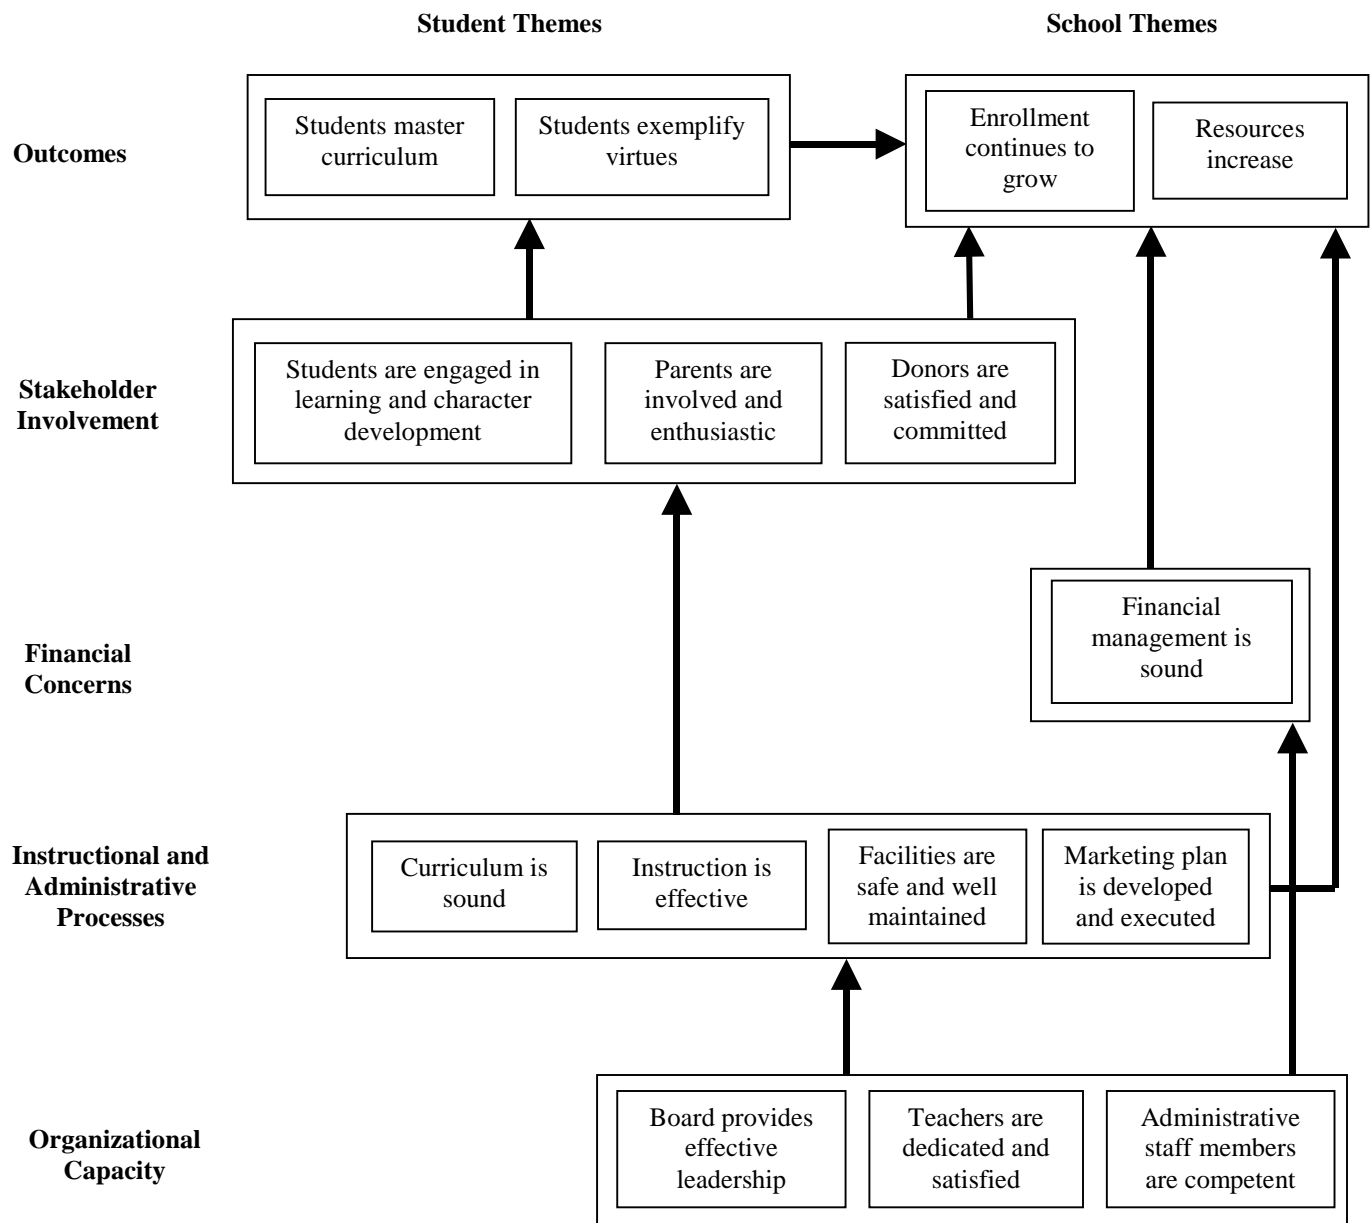 Student Themes
School Themes
Outcomes
Students master
curriculum
Students exemplify
virtues
Enrollment
continues to
grow
Resources
increase
Stakeholder
Involvement
Students are engaged in
learning and character
development
Parents are
involved and
enthusiastic
Donors are
satisfied and
committed
Financial
Concerns
Financial
management is
sound
Instructional and
Administrative
Processes
Curriculum is
sound
Instruction is
effective
Facilities are
safe and well
maintained
Marketing plan
is developed
and executed
Organizational
Capacity
Board provides
effective
leadership
Teachers are
dedicated and
satisfied
Administrative
staff members
are competent